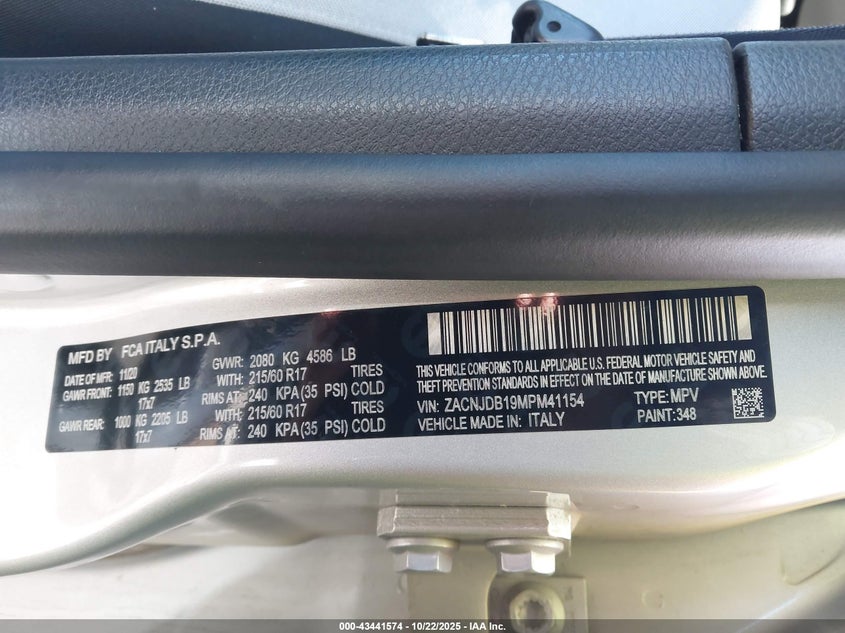 MFD BY FCA ITALY S.P.A.
DATE OF MFR: 11/20 GVWR: 2080 KG 4586 LB
GAWR FRONT: 1150 KG 2535 LB WITH: 215/60 R17 TIRES
17x7 RIMS AT: 240 KPA (35 PSI) COLD
GAWR REAR: 1000 KG 2205 LB WITH: 215/60 R17 TIRES
17x7 RIMS AT: 240 KPA (35 PSI) COLD
THIS VEHICLE CONFORMS TO ALL APPLICABLE U.S. FEDERAL MOTOR VEHICLE SAFETY AND
THEFT PREVENTION STANDARDS IN EFFECT ON THE DATE OF MANUFACTURE SHOWN ABOVE.
VIN: ZACNJDB19MPM41154 TYPE: MPV
VEHICLE MADE IN: ITALY PAINT: 348
000-43441574 | 10/22/2025 | IAA Inc.